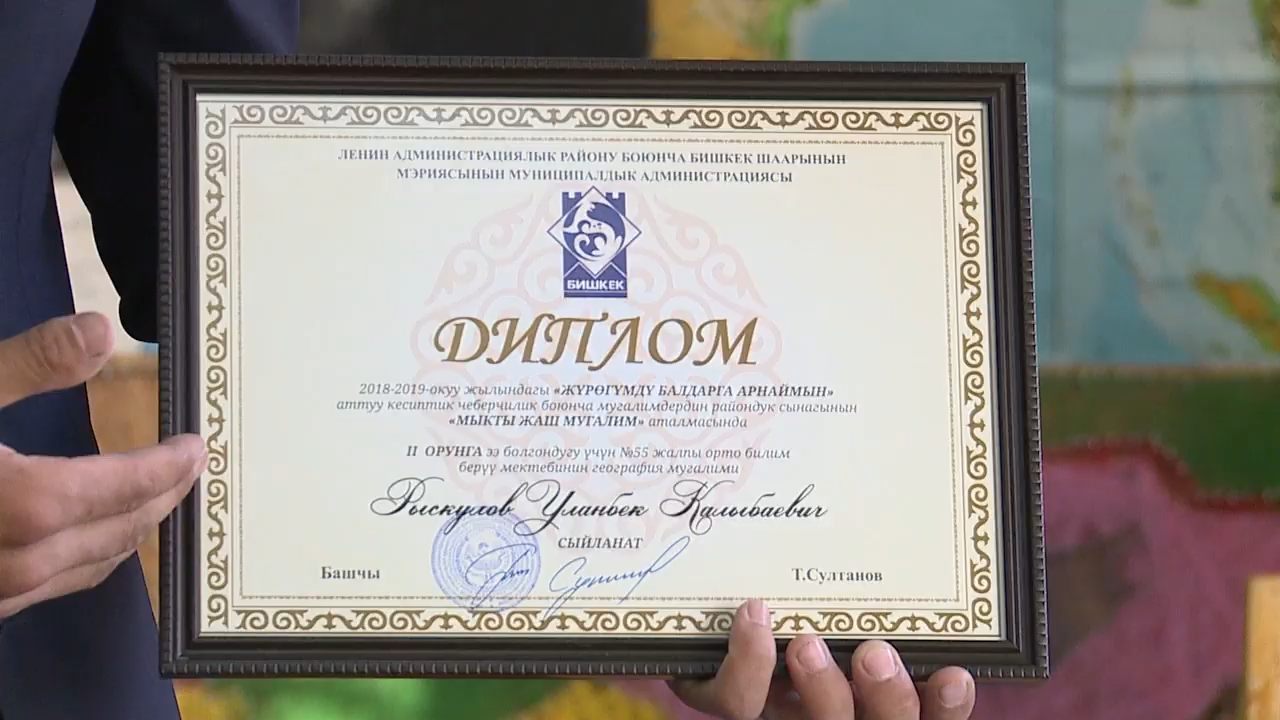 ЛЕНИН АДМИНИСТРАЦИЯЛЫК РАЙОНУ БОЮНЧА БИШКЕК ШААРЫНЫН
МЭРИЯСЫНЫН МУНИЦИПАЛДЫК АДМИНИСТРАЦИЯСЫ
БИШКЕК
ДИПЛОМ
2018-2019-окуу жылындагы «ЖҮРӨГҮМДҮ БАЛДАРГА АРНАЙМЫН»
аттуу кесиптик чеберчилик боюнча мугалимдердин райондук сынагынын
«МЫКТЫ ЖАШ МУГАЛИМ» аталмасында
II ОРУНГА ээ болгондугу үчүн №55 жалпы орто билим
берүү мектебинин география мугалими
Рыскулов Уланбек Калыбаевич
СЫЙЛАНАТ
Башчы Т.Султанов